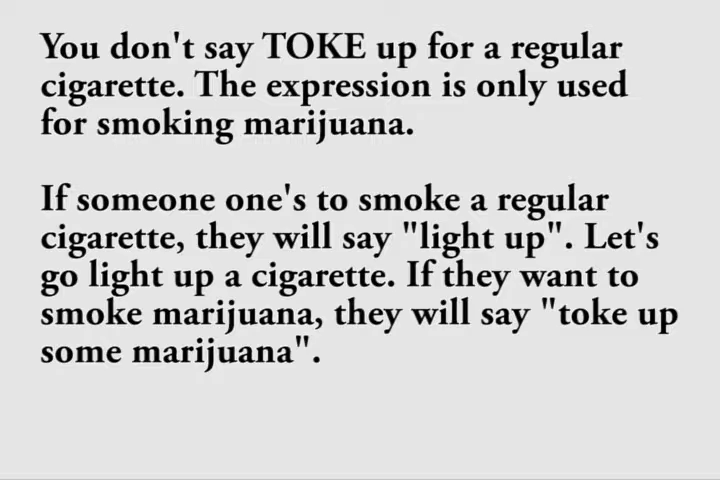 You don't say TOKE up for a regular
cigarette. The expression is only used
for smoking marijuana.
If someone one's to smoke a regular
cigarette, they will say "light up". Let's
go light up a cigarette. If they want to
smoke marijuana, they will say "toke up
some marijuana".